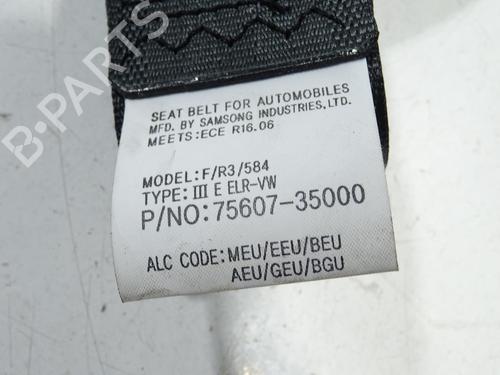 SEAT BELT FOR AUTOMOBILES
MFD. BY SAMSONG INDUSTRIES,LTD.
MEETS:ECE R16.06
MODEL:F/R3/584
TYPE:III E ELR-VW
P/NO:75607-35000
ALC CODE:MEU/EEU/BEU
AEU/GEU/BGU
B-PARTS